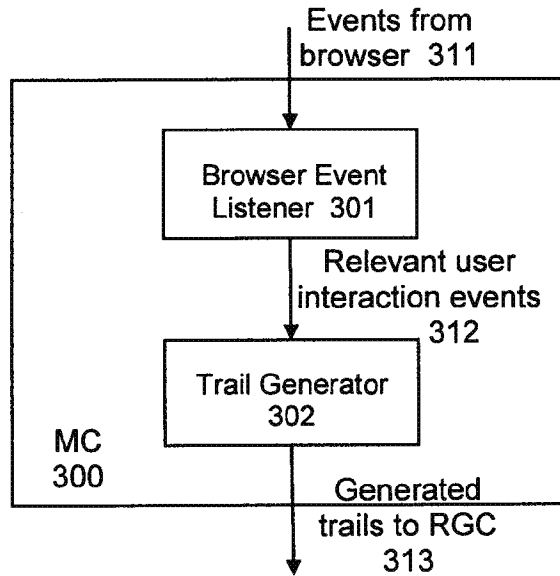 Events from
browser 311
Browser Event
Listener 301
Relevant user
interaction events
312
Trail Generator
302
MC
300
Generated
trails to RGC
313